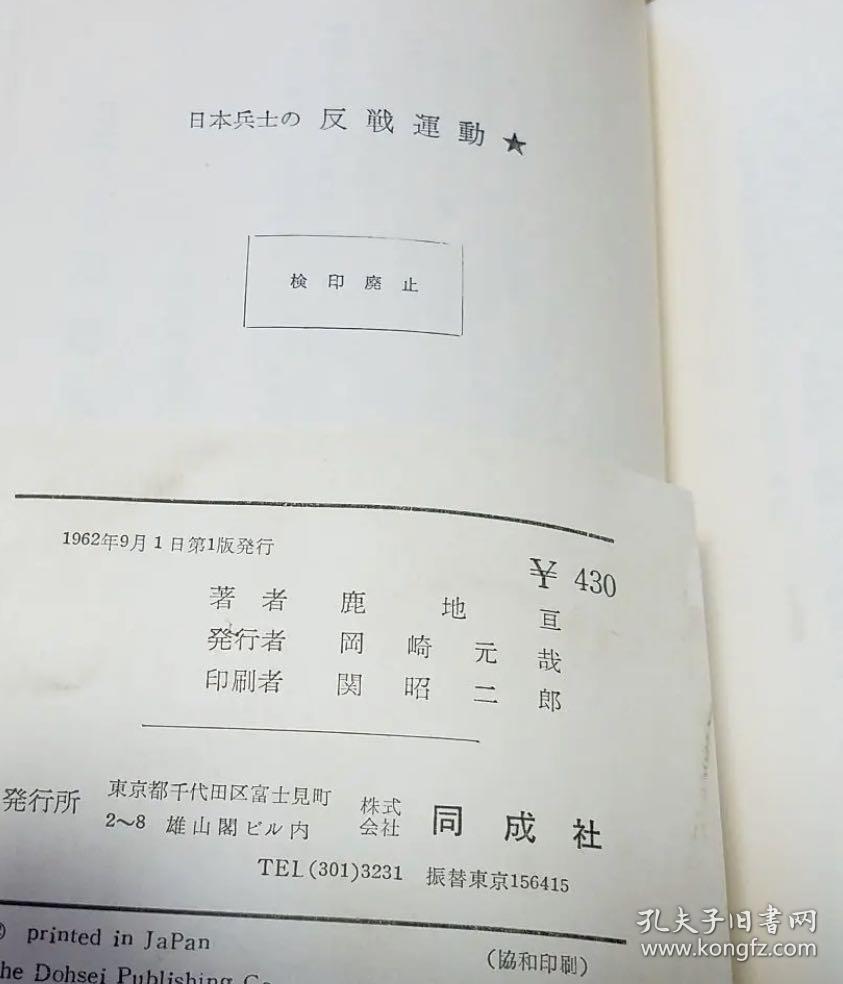 日本兵士の 反戦運動 ★
検印廃止
1962年9月1日第1版発行
¥ 430
著者 鹿地亘
発行者 岡崎元哉
印刷者 関昭二郎
発行所 東京都千代田区富士見町 株式会社 同成社
2〜8 雄山閣ビル内
TEL (301) 3231 振替東京156415
printed in JaPan
(協和印刷)
he Dohsei Publishing Co
孔夫子旧书网
www.kongfz.com